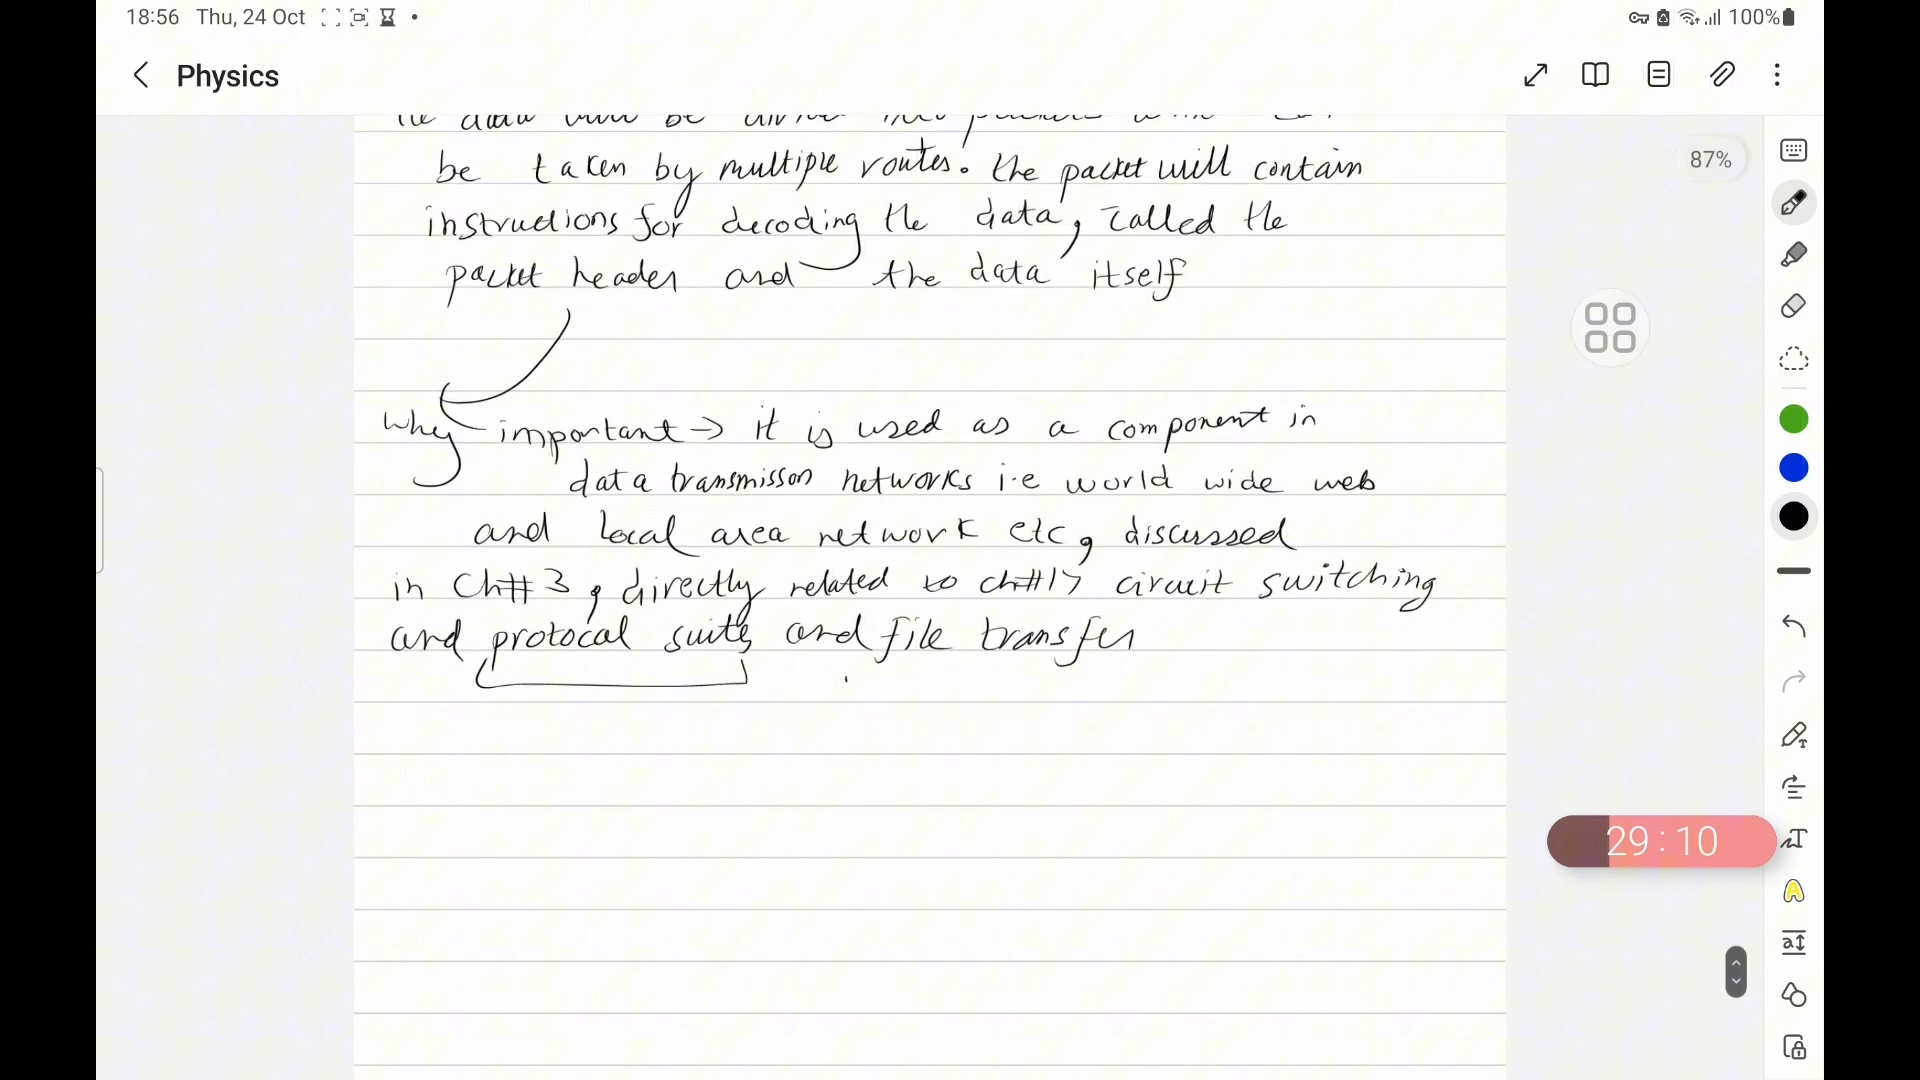 18:56 Thu, 24 Oct
100%
Physics
87%
be taken by multiple routes. the packet will contain
instructions for decoding the data, called the
packet header and the data itself
Why important → it is used as a component in
data transmisson networks i-e world wide web
and local area network etc, discussed
in Ch#3, directly related to ch#17 circuit switching
and protocal suits and file transfer
29:10